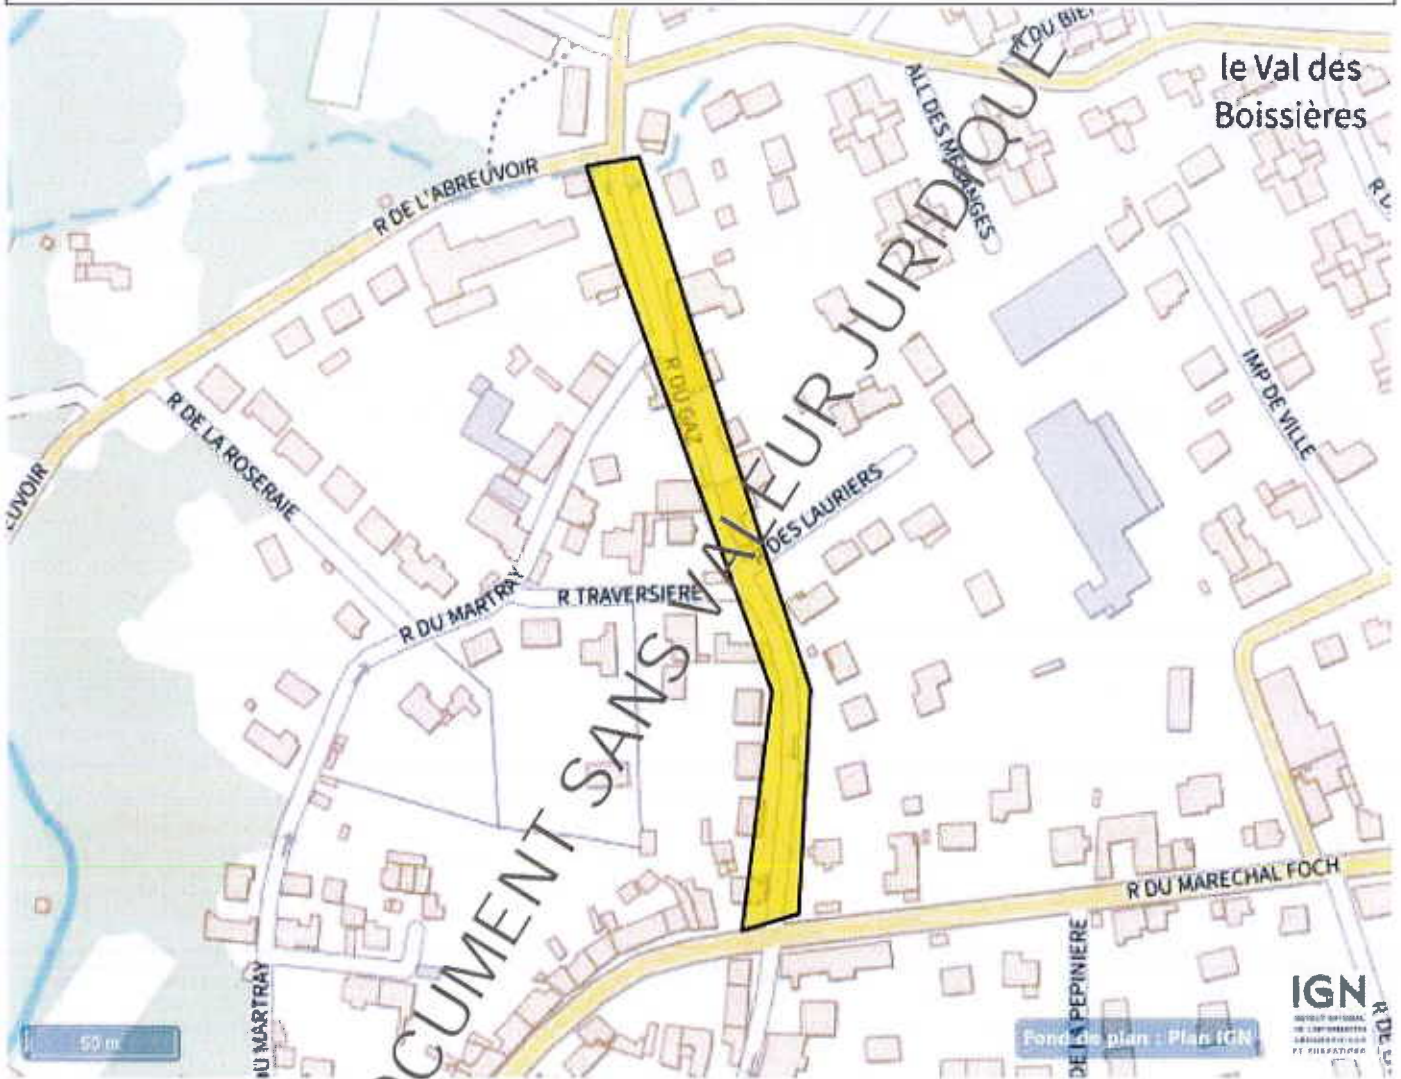 R DU BIE
le Val des
Boissières
ALL DES MESANGES
R DE L'ABREUVOIR
R DU GAZ
IMP DE VILLE
R DE LA ROSERAIE
DES LAURIERS
R TRAVERSIERE
R DU MARTRAY
DOCUMENT SANS VALEUR JURIDIQUE
R DU MARECHAL FOCH
DE LA PEPINIERE
DU MARTRAY
50 m
Fond de plan : Plan IGN
IGN